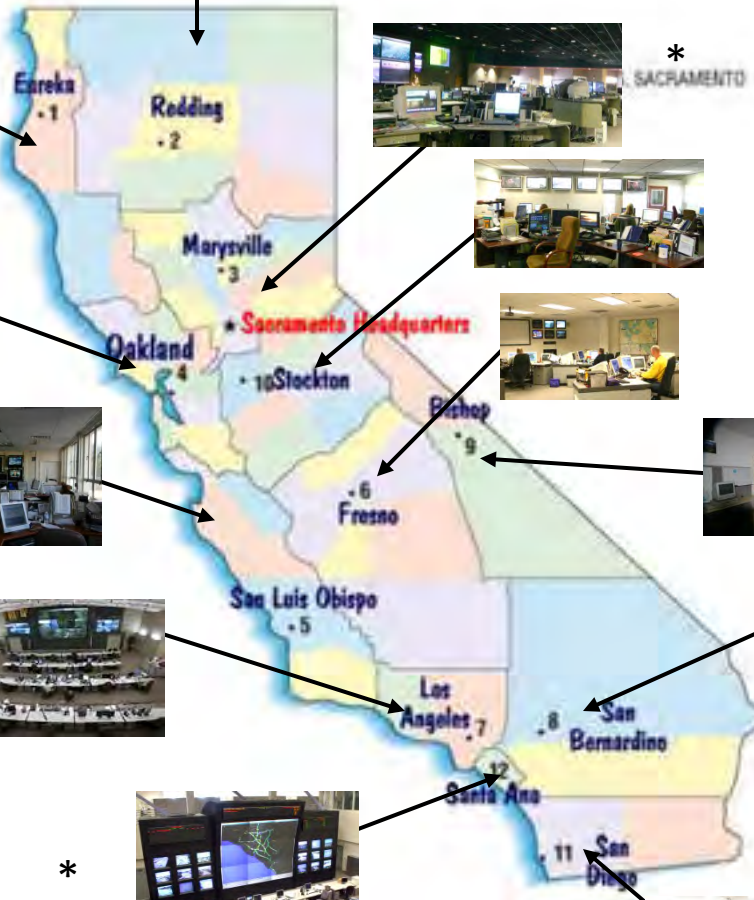 *
SACRAMENTO
Eureka
1
Redding
2
Marysville
3
★ Sacramento Headquarters
Oakland
4
10 Stockton
Bishop
9
6
Fresno
San Luis Obispo
5
Los
Angeles 7
8 San
Bernardino
12
Santa Ana
*
11 San
Diego